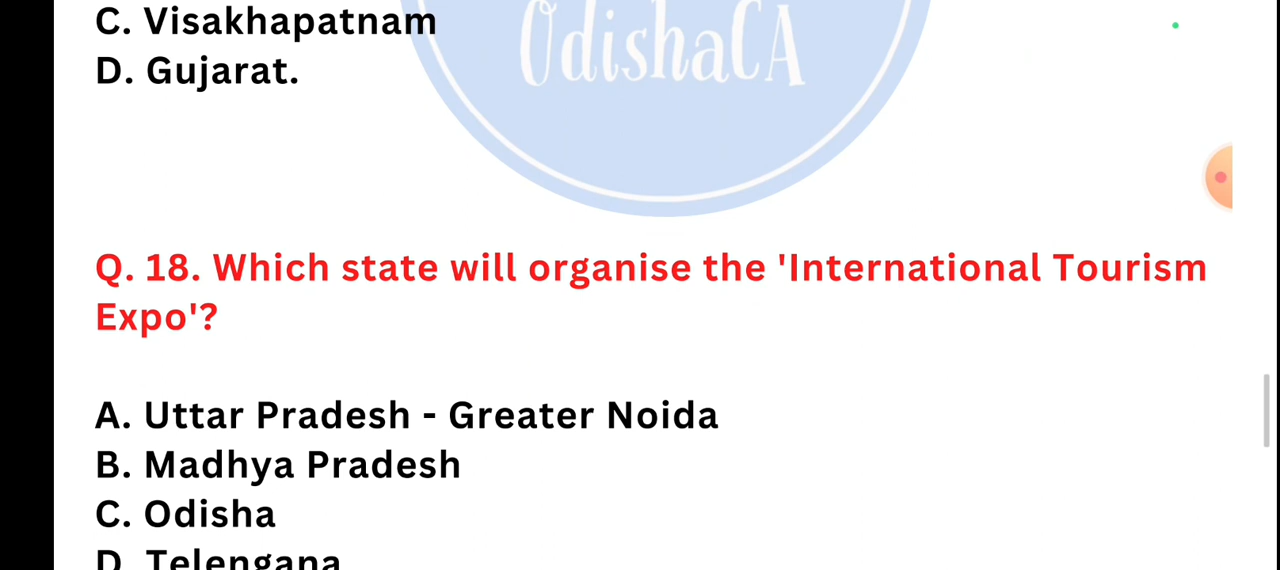 C. Visakhapatnam
D. Gujarat.
OdishaCA
Q. 18. Which state will organise the 'International Tourism
Expo'?
A. Uttar Pradesh - Greater Noida
B. Madhya Pradesh
C. Odisha
D. Telengana